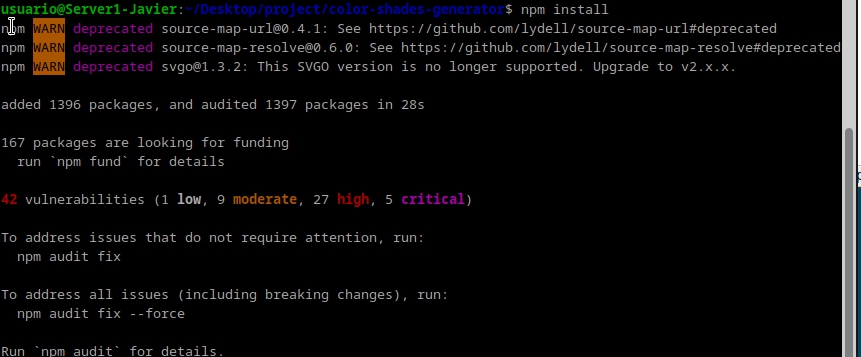 usuario@Server1-Javier:~/Desktop/project/color-shades-generator$ npm install
npm WARN deprecated source-map-url@0.4.1: See https://github.com/lydell/source-map-url#deprecated
npm WARN deprecated source-map-resolve@0.6.0: See https://github.com/lydell/source-map-resolve#deprecated
npm WARN deprecated svgo@1.3.2: This SVGO version is no longer supported. Upgrade to v2.x.x.
added 1396 packages, and audited 1397 packages in 28s
167 packages are looking for funding
run `npm fund` for details
42 vulnerabilities (1 low, 9 moderate, 27 high, 5 critical)
To address issues that do not require attention, run:
npm audit fix
To address all issues (including breaking changes), run:
npm audit fix --force
Run `npm audit` for details.